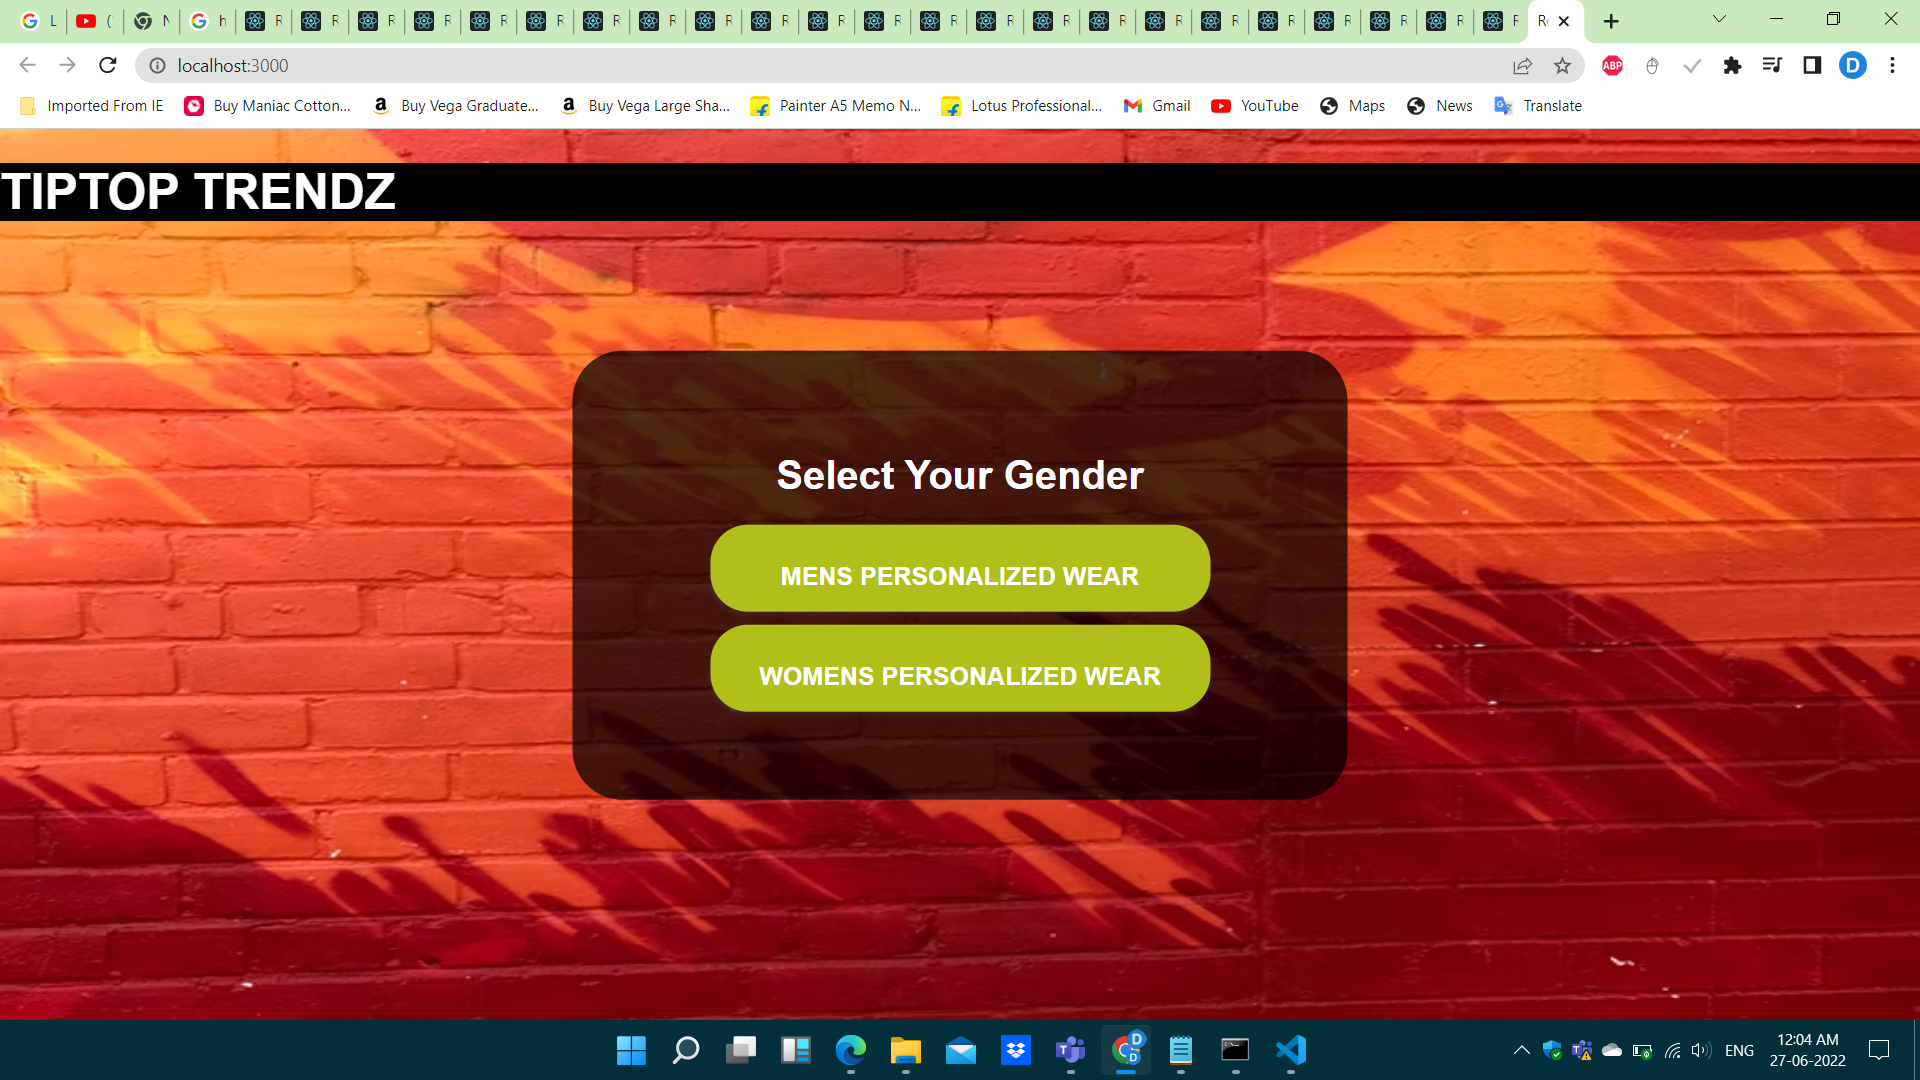 L
(
N
h
R R R R R R R R R R R R R R R R R R R R R R R Re
localhost:3000
ABP
D
Imported From IE
Buy Maniac Cotton...
Buy Vega Graduate...
Buy Vega Large Sha...
Painter A5 Memo N...
Lotus Professional...
Gmail
YouTube
Maps
News
Translate
TIPTOP TRENDZ
Select Your Gender
MENS PERSONALIZED WEAR
WOMENS PERSONALIZED WEAR
ENG
12:04 AM
27-06-2022